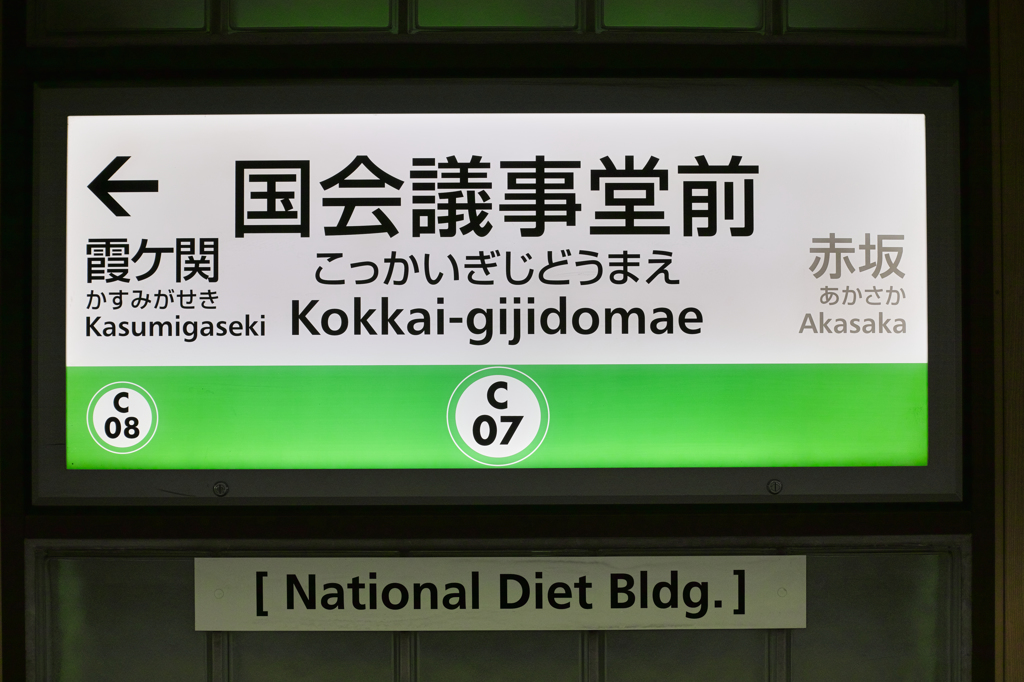 ←
国会議事堂前
こっかいぎじどうまえ
Kokkai-gijidomae
霞ケ関
かすみがせき
Kasumigaseki
赤坂
あかさか
Akasaka
C
08
C
07
[ National Diet Bldg. ]